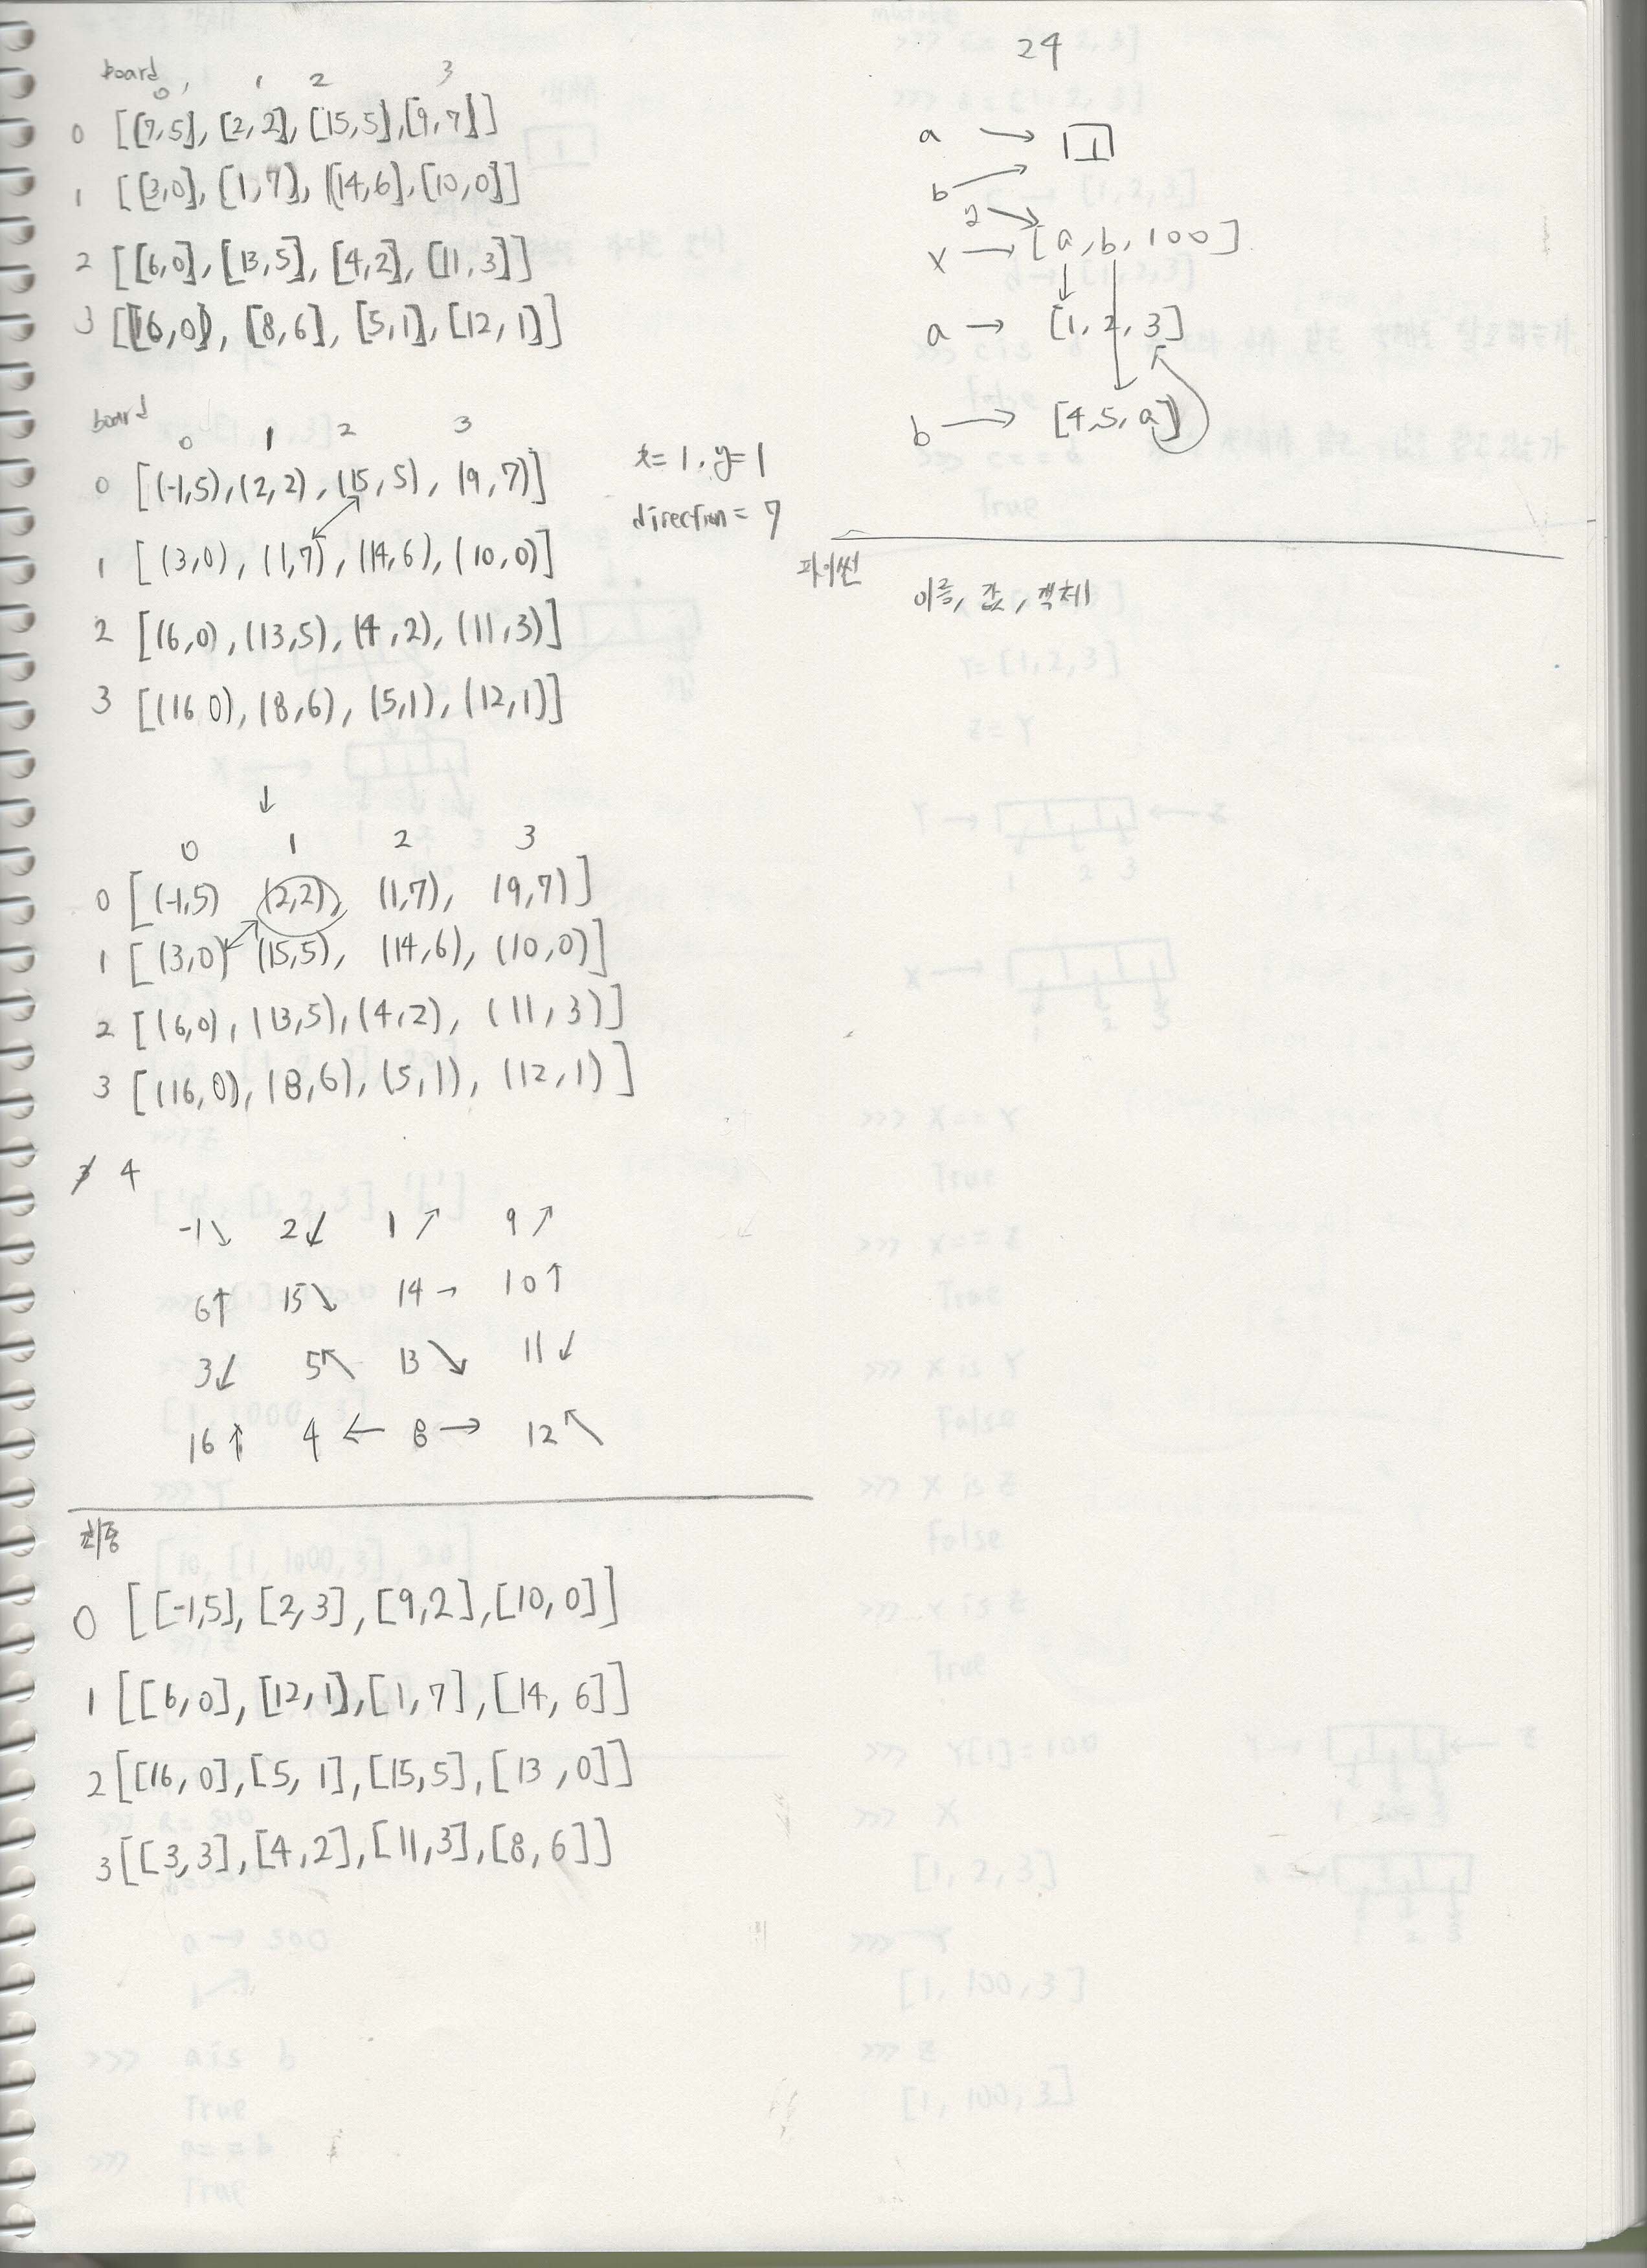 board
0 1 2 3
0 [[7,5], [2,2], [15,5], [9,7]]
1 [[3,0], [1,7], [14,6], [10,0]]
2 [[6,0], [13,5], [4,2], [11,3]]
3 [[16,0], [8,6], [5,1], [12,1]]
board
0 1 2 3
0 [(-1,5), (2,2), (15,5), (9,7)]
1 [(3,0), (1,7), (14,6), (10,0)]
2 [(6,0), (13,5), (4,2), (11,3)]
3 [(16 0), (8,6), (5,1), (12,1)]
x=1, y=1
direction = 7
↓
0 1 2 3
0 [(-1,5) (2,2), (1,7), (9,7)]
1 [(3,0) (15,5), (14,6), (10,0)]
2 [(6,0), (13,5), (4,2), (11,3)]
3 [(16,0), (8,6), (5,1), (12,1)]
4
-1↘ 2↙ 1↗ 9↗
6↑ 15↘ 14→ 10↑
3↙ 5↖ 13↘ 11↙
16↑ 4← 8→ 12↖
최종
0 [[-1,5], [2,3], [9,2], [10,0]]
1 [[6,0], [12,1], [1,7], [14,6]]
2 [[16,0], [5,1], [15,5], [13,0]]
3 [[3,3], [4,2], [11,3], [8,6]]
24
a → 1
b
y
x → [a, b, 100]
a → [1, 2, 3]
b → [4,5,a]
파이썬
이름, 값, 객체